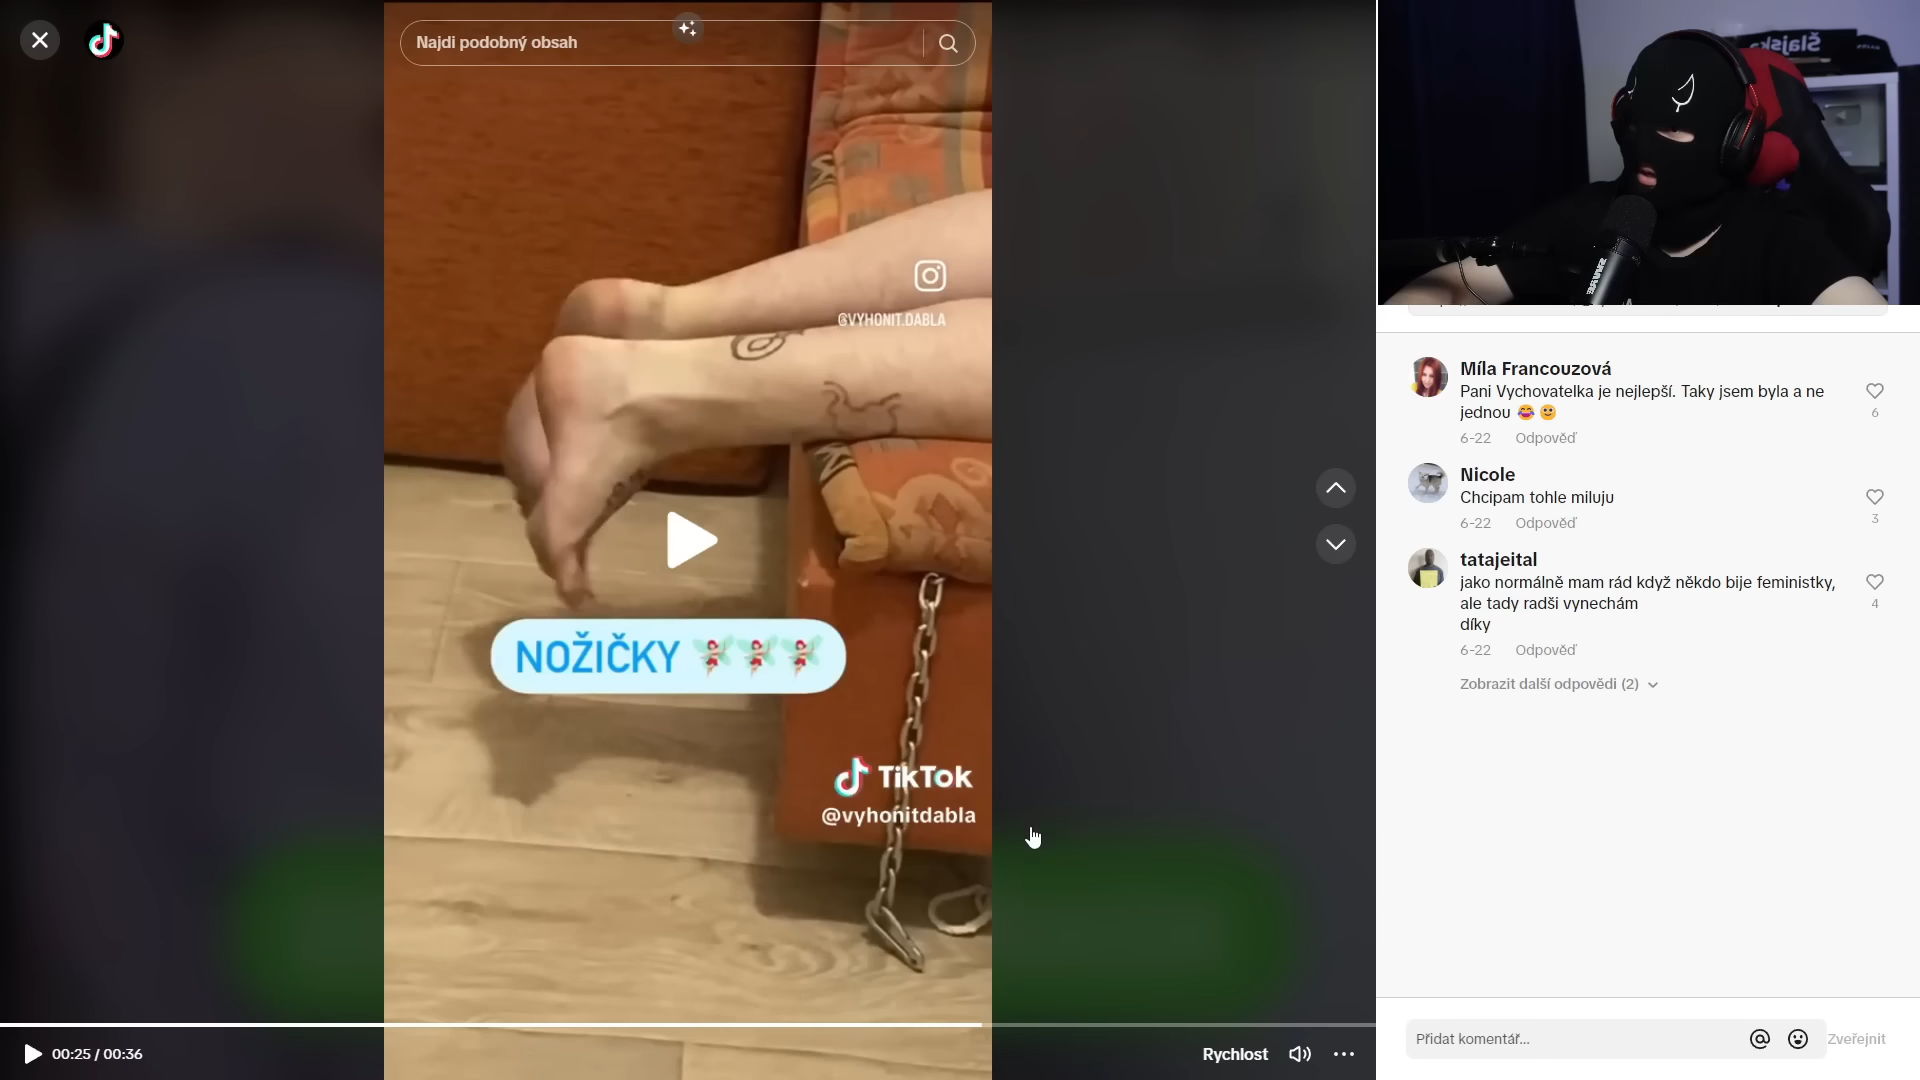 Najdi podobný obsah
@VYHONIT.DABLA
NOŽIČKY
TikTok
@vyhonitdabla
00:25 / 00:36
Rychlost
Šlajska
Míla Francouzová
Pani Vychovatelka je nejlepší. Taky jsem byla a ne
jednou 😂 🙂
6
6-22 Odpověď
Nicole
Chcipam tohle miluju
3
6-22 Odpověď
tatajeital
jako normálně mam rád když někdo bije feministky,
ale tady radši vynechám
díky
4
6-22 Odpověď
Zobrazit další odpovědi (2)
Přidat komentář...
Zveřejnit